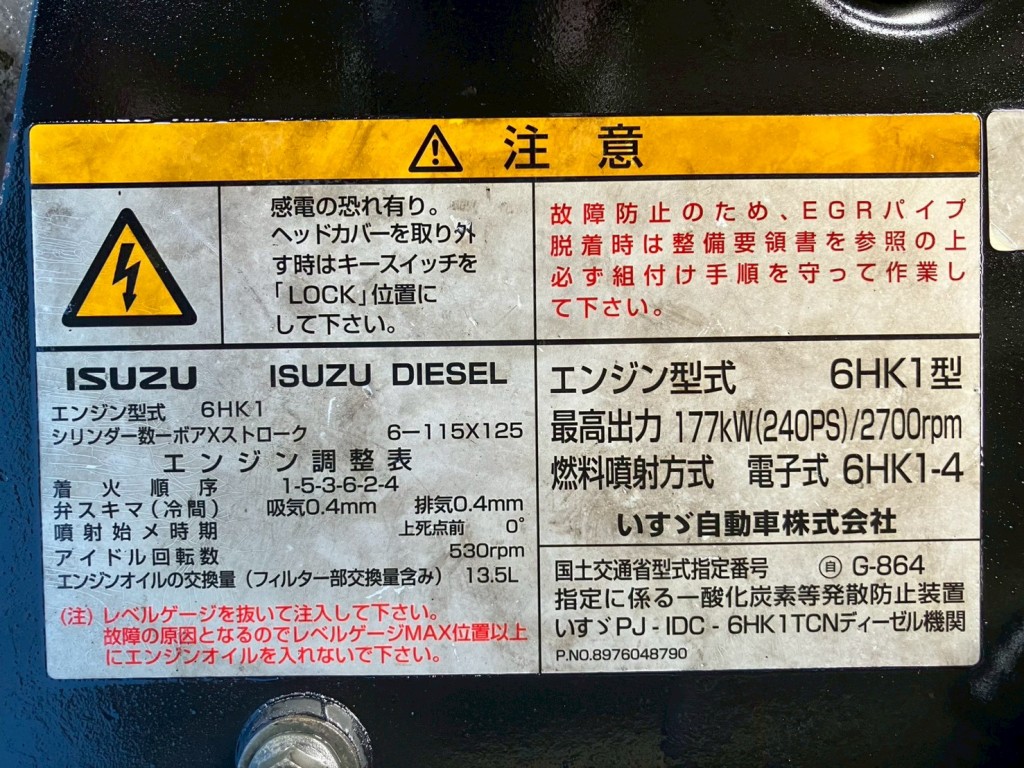 注意
感電の恐れ有り。
ヘッドカバーを取り外
す時はキースイッチを
「LOCK」位置に
して下さい。
故障防止のため、EGRパイプ
脱着時は整備要領書を参照の上
必ず組付け手順を守って作業し
て下さい。
ISUZU ISUZU DIESEL
エンジン型式 6HK1
シリンダー数ーボアXストローク 6ー115X125
エンジン調整表
着火順序 1-5-3-6-2-4
弁スキマ(冷間) 吸気0.4mm 排気0.4mm
噴射始メ時期 上死点前 0°
アイドル回転数 530rpm
エンジンオイルの交換量(フィルター部交換量含み) 13.5L
(注)レベルゲージを抜いて注入して下さい。
故障の原因となるのでレベルゲージMAX位置以上
にエンジンオイルを入れないで下さい。
エンジン型式 6HK1型
最高出力 177kW(240PS)/2700rpm
燃料噴射方式 電子式 6HK1-4
いすゞ自動車株式会社
国土交通省型式指定番号 ㊀自 G-864
指定に係る一酸化炭素等発散防止装置
いすゞPJ-IDC-6HK1TCNディーゼル機関
P.NO.8976048790